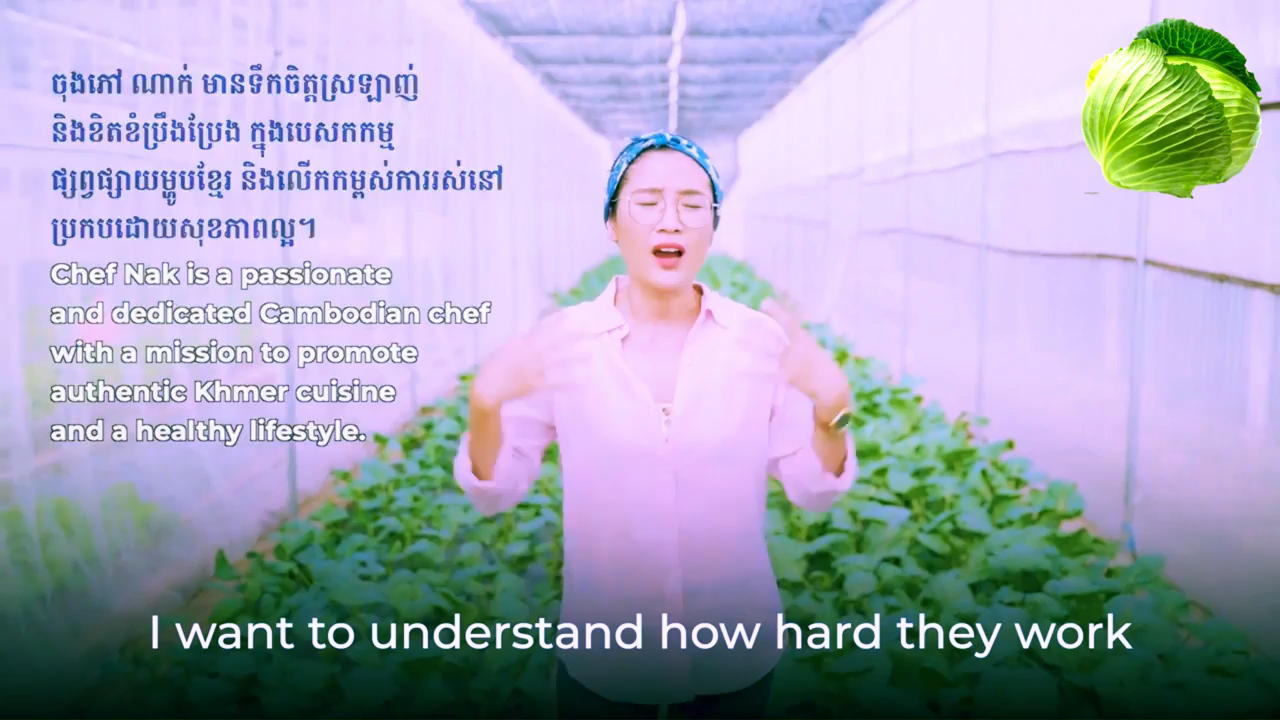 ចុងភៅ ណាក់ មានទឹកចិត្តស្រឡាញ់
និងខិតខំប្រឹងប្រែង ក្នុងបេសកកម្ម
ផ្សព្វផ្សាយម្ហូបខ្មែរ និងលើកកម្ពស់ការរស់នៅ
ប្រកបដោយសុខភាពល្អ។
Chef Nak is a passionate
and dedicated Cambodian chef
with a mission to promote
authentic Khmer cuisine
and a healthy lifestyle.
I want to understand how hard they work